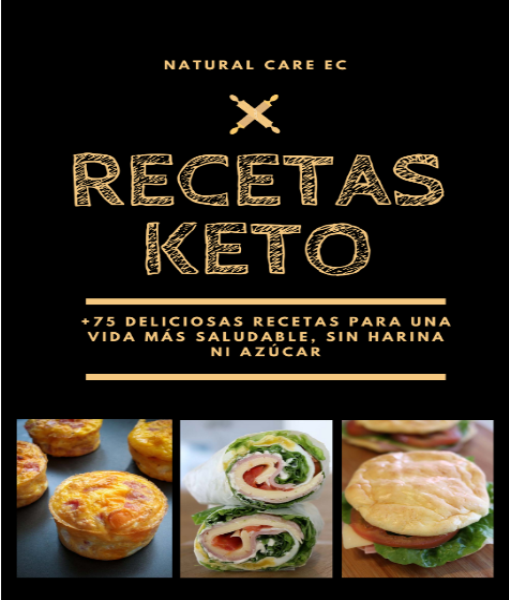 NATURAL CARE EC
RECETAS
KETO
+75 DELICIOSAS RECETAS PARA UNA
VIDA MÁS SALUDABLE, SIN HARINA
NI AZÚCAR